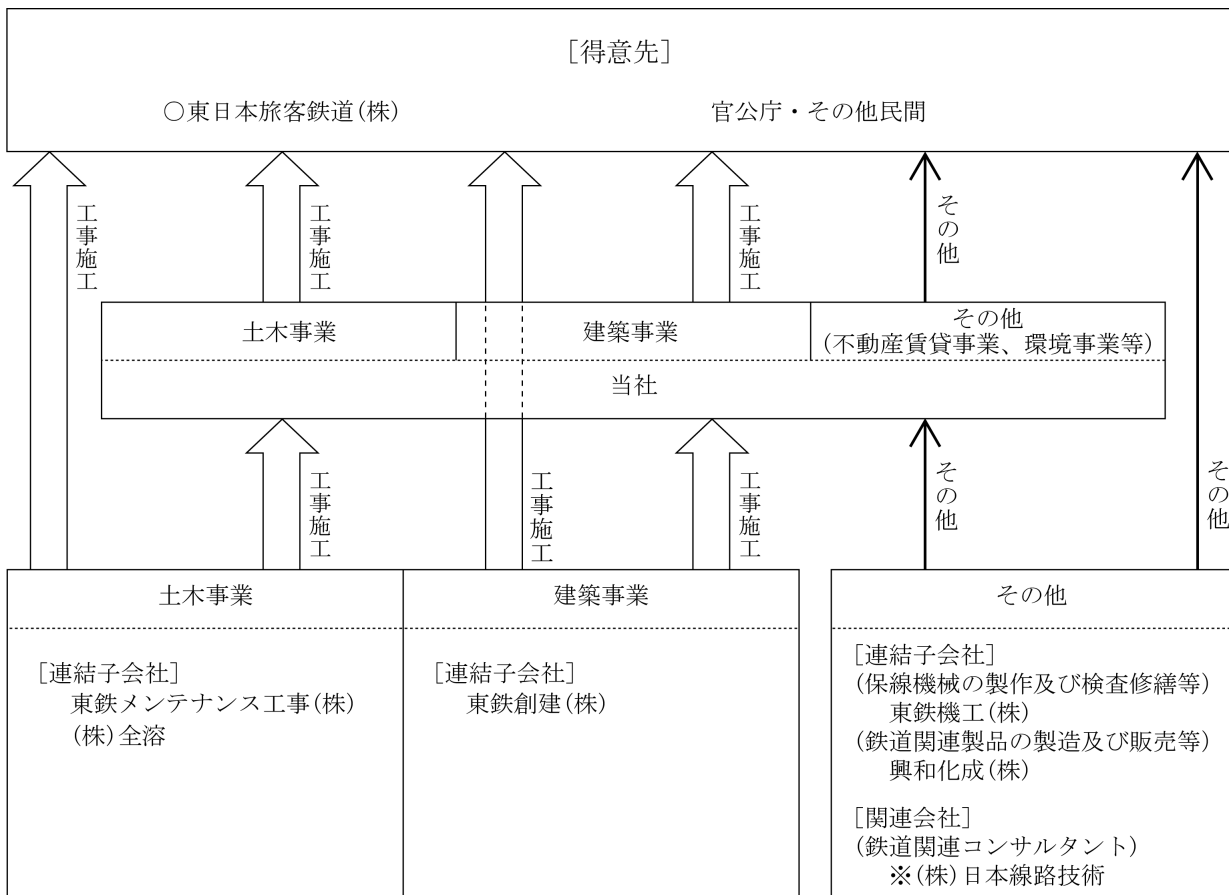 ［得意先］
○東日本旅客鉄道(株)
官公庁・その他民間
工事施工
工事施工
工事施工
その他
土木事業
建築事業
その他
(不動産賃貸事業、環境事業等)
当社
工事施工
工事施工
工事施工
その他
その他
土木事業
建築事業
その他
［連結子会社］
東鉄メンテナンス工事(株)
(株)全溶
［連結子会社］
東鉄創建(株)
［連結子会社］
(保線機械の製作及び検査修繕等)
東鉄機工(株)
(鉄道関連製品の製造及び販売等)
興和化成(株)
［関連会社］
(鉄道関連コンサルタント)
※(株)日本線路技術